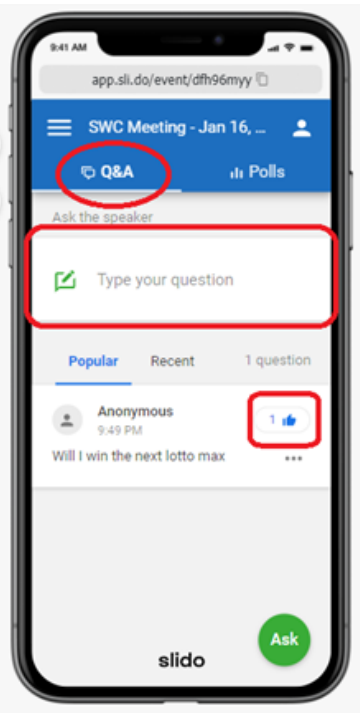 9:41 AM
app.sli.do/event/dfh96myy
SWC Meeting - Jan 16, ...
Q&A Polls
Ask the speaker
Type your question
Popular Recent 1 question
Anonymous 1
9:49 PM
Will I win the next lotto max
Ask
slido